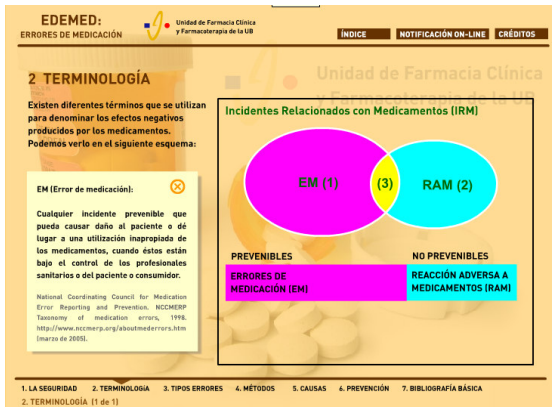 EDEMED:
ERRORES DE MEDICACIÓN
Unidad de Farmacia Clínica
y Farmacoterapia de la UB
ÍNDICE
NOTIFICACIÓN ON-LINE
CRÉDITOS
2 TERMINOLOGÍA
Unidad de Farmacia Clínica
y Farmacoterapia de la UB
Existen diferentes términos que se utilizan
para denominar los efectos negativos
producidos por los medicamentos.
Podemos verlo en el siguiente esquema:
EM (Error de medicación):
Cualquier incidente prevenible que
pueda causar daño al paciente o dé
lugar a una utilización inapropiada de
los medicamentos, cuando éstos están
bajo el control de los profesionales
sanitarios o del paciente o consumidor.
National Coordinating Council for Medication
Error Reporting and Prevention. NCCMERP
Taxonomy of medication errors, 1998.
http://www.nccmerp.org/aboutmederrors.htm
(marzo de 2005).
Incidentes Relacionados con Medicamentos (IRM)
EM (1)
(3)
RAM (2)
PREVENIBLES
NO PREVENIBLES
ERRORES DE
MEDICACIÓN (EM)
REACCIÓN ADVERSA A
MEDICAMENTOS (RAM)
1. LA SEGURIDAD
2. TERMINOLOGÍA
3. TIPOS ERRORES
4. MÉTODOS
5. CAUSAS
6. PREVENCIÓN
7. BIBLIOGRAFÍA BÁSICA
2. TERMINOLOGÍA (1 de 1)